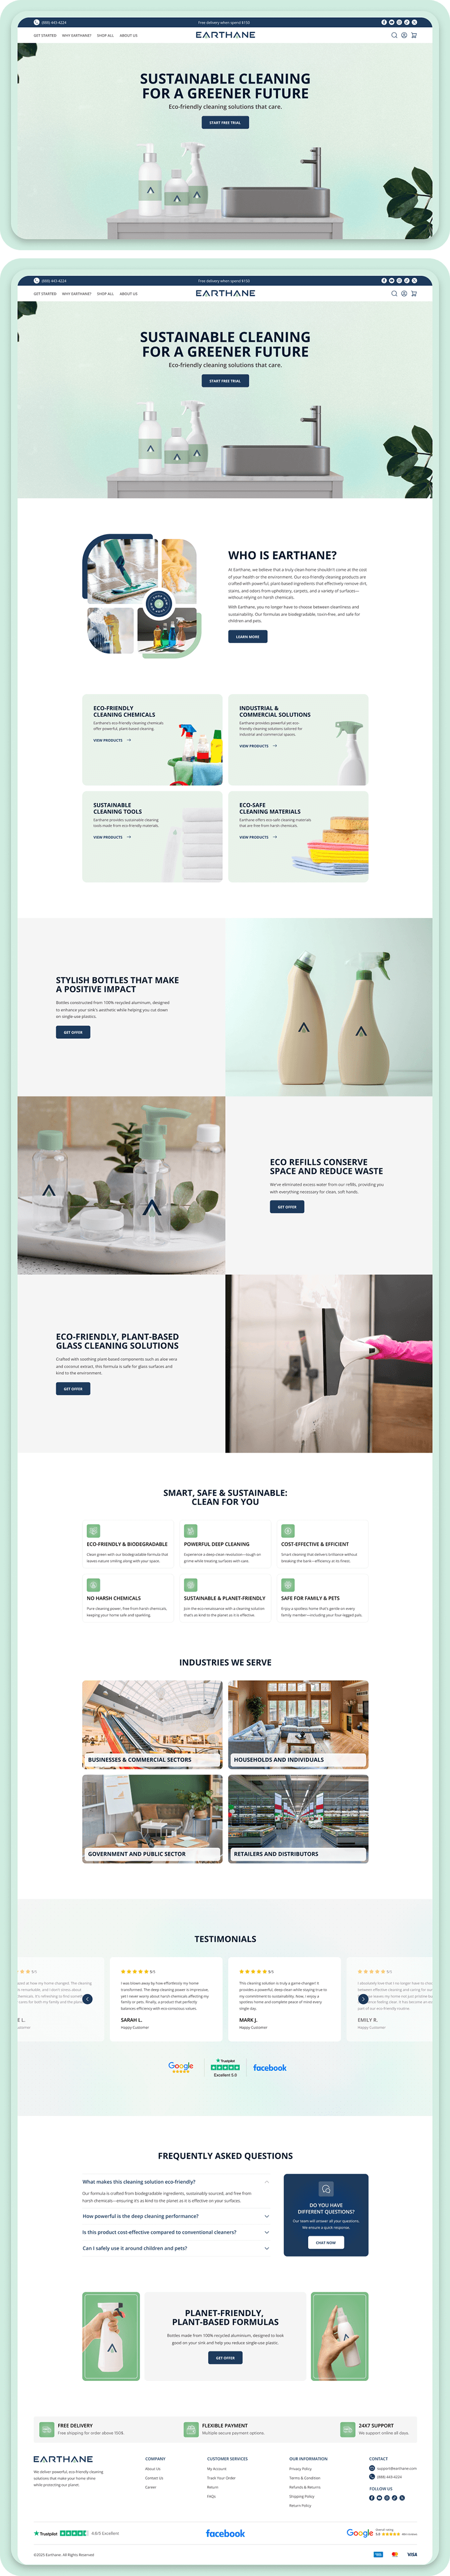 (888) 443-4224
Free delivery when spend $150
GET STARTED
WHY EARTHANE?
SHOP ALL
ABOUT US
EARTHANE
SUSTAINABLE CLEANING
FOR A GREENER FUTURE
Eco-friendly cleaning solutions that care.
START FREE TRIAL
(888) 443-4224
Free delivery when spend $150
GET STARTED
WHY EARTHANE?
SHOP ALL
ABOUT US
EARTHANE
SUSTAINABLE CLEANING
FOR A GREENER FUTURE
Eco-friendly cleaning solutions that care.
START FREE TRIAL
WHO IS EARTHANE?
At Earthane, we believe that a truly clean home shouldn't come at the cost
of your health or the environment. Our eco-friendly cleaning products are
created with powerful, plant-based ingredients that effectively remove dirt,
stains, and odors from upholstery, carpets, and a variety of surfaces—
without relying on harsh chemicals.
With Earthane, you no longer have to choose between cleanliness and
sustainability. Our formulas are biodegradable, toxin-free, and safe for
children and pets.
LEARN MORE
ECO-FRIENDLY
CLEANING CHEMICALS
Earthane's eco-friendly cleaning chemicals
offer powerful, plant-based cleaning.
VIEW PRODUCTS →
INDUSTRIAL &
COMMERCIAL SOLUTIONS
Earthane provides powerful yet eco-
friendly cleaning solutions tailored for
industrial and commercial spaces.
VIEW PRODUCTS →
SUSTAINABLE
CLEANING TOOLS
Earthane provides sustainable cleaning
tools made from eco-friendly materials.
VIEW PRODUCTS →
ECO-SAFE
CLEANING MATERIALS
Earthane offers eco-safe cleaning materials
that are free from harsh chemicals.
VIEW PRODUCTS →
STYLISH BOTTLES THAT MAKE
A POSITIVE IMPACT
Bottles constructed from 100% recycled aluminum, designed
to enhance your sink's aesthetic while helping you cut down
on single-use plastics
GET OFFER
ECO REFILLS CONSERVE
SPACE AND REDUCE WASTE
We've eliminated excess water from our refills, providing you
with everything necessary for clean, soft hands.
GET OFFER
ECO-FRIENDLY, PLANT-BASED
GLASS CLEANING SOLUTIONS
Crafted with soothing plant-based components such as aloe vera
and coconut extract, this formula is safe for glass surfaces and
kind to the environment.
GET OFFER
SMART, SAFE & SUSTAINABLE:
CLEAN FOR YOU
ECO-FRIENDLY & BIODEGRADABLE
Clean green with our biodegradable formula that
leaves nature smiling along with your space.
POWERFUL DEEP CLEANING
Experience a deep-clean revolution—tough on
grime while treating surfaces with care.
COST-EFFECTIVE & EFFICIENT
Smart cleaning that delivers brilliance without
breaking the bank—efficiency at its finest.
NO HARSH CHEMICALS
Pure cleaning power, free from harsh chemicals,
keeping your home safe and sparkling.
SUSTAINABLE & PLANET-FRIENDLY
Join the eco-renaissance with a cleaning solution
that's as kind to the planet as it is effective.
SAFE FOR FAMILY & PETS
Enjoy a spotless home that's gentle on every
family member—including your four-legged pals.
INDUSTRIES WE SERVE
BUSINESSES & COMMERCIAL SECTORS
HOUSEHOLDS AND INDIVIDUALS
GOVERNMENT AND PUBLIC SECTOR
RETAILERS AND DISTRIBUTORS
TESTIMONIALS
5/5
I was blown away by how effortlessly my home
transformed. The deep cleaning power is impressive,
yet I never worry about harsh chemicals affecting my
family or pets. Finally, a product that perfectly
balances efficiency with eco-conscious values.
SARAH L.
Happy Customer
5/5
This cleaning solution is truly a game-changer! It
provides a powerful, deep clean while staying true to
my commitment to sustainability. Now, I enjoy a
spotless home and complete peace of mind every
single day.
MARK J.
Happy Customer
EMILY R.
Happy Customer
Google
Trustpilot
Excellent 5.0
facebook
FREQUENTLY ASKED QUESTIONS
What makes this cleaning solution eco-friendly?
Our formula is crafted from biodegradable ingredients, sustainably sourced, and free from
harsh chemicals—ensuring it's as kind to the planet as it is effective on your surfaces.
How powerful is the deep cleaning performance?
Is this product cost-effective compared to conventional cleaners?
Can I safely use it around children and pets?
DO YOU HAVE
DIFFERENT QUESTIONS?
Our team will answer all your questions.
We ensure a quick response.
CHAT NOW
PLANET-FRIENDLY,
PLANT-BASED FORMULAS
Bottles made from 100% recycled aluminum, designed to look
good on your sink and help you reduce single-use plastic.
GET OFFER
FREE DELIVERY
Free shipping for order above
FLEXIBLE PAYMENT
Multiple secure payment options.
24X7 SUPPORT
We support online all days.
EARTHANE
We deliver powerful, eco-friendly cleaning
solutions that make your home shine
while protecting our planet.
COMPANY
About Us
Contact Us
Career
CUSTOMER SERVICES
My Account
Track Your Order
Return
FAQs
OUR INFORMATION
Privacy Policy
Terms & Condition
Refunds & Returns
Shipping Policy
Return Policy
CONTACT
support@earthane.com
(888) 443-4224
FOLLOW US
Trustpilot
4.6/5 Excellent
facebook
Google
©2025 Earthane. All Rights Reserved
VISA